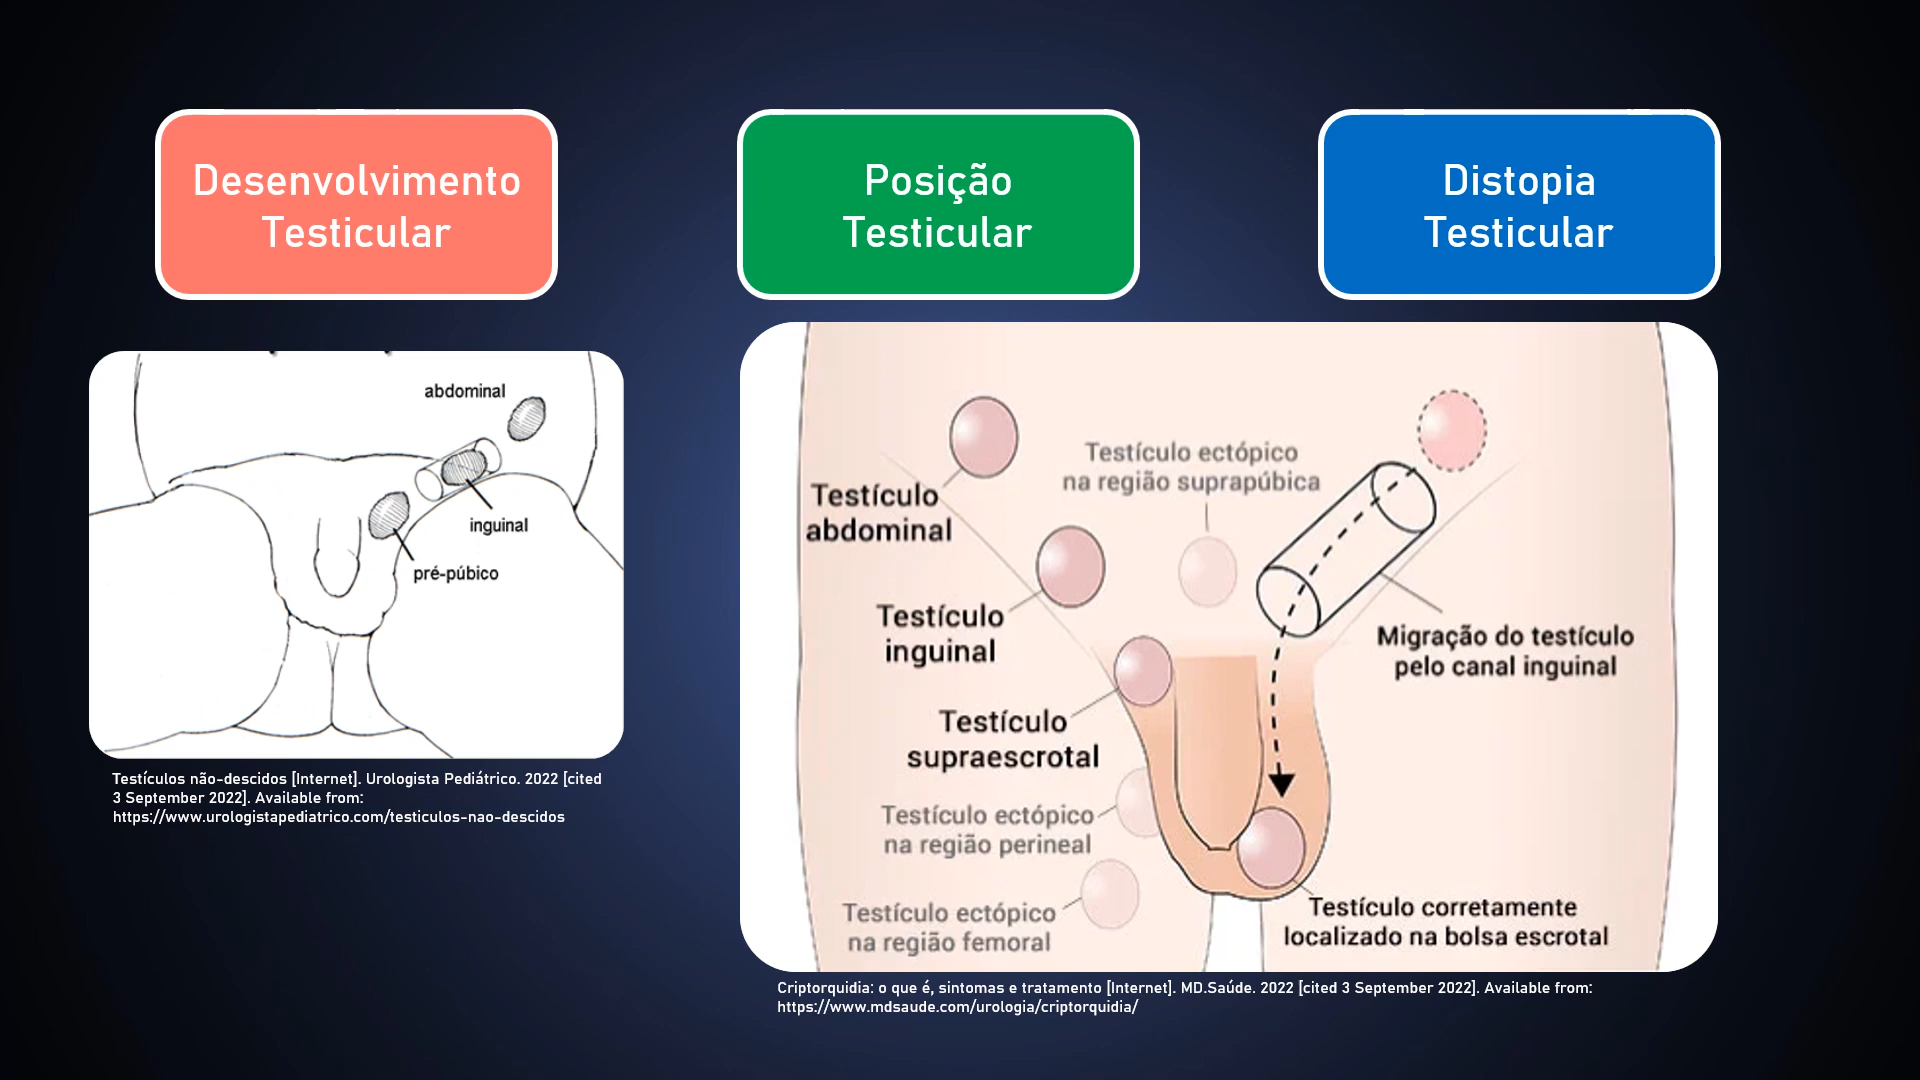 Desenvolvimento
Testicular
Posição
Testicular
Distopia
Testicular
abdominal
inguinal
pré-púbico
Testículos não-descidos [Internet]. Urologista Pediátrico. 2022 [cited
3 September 2022]. Available from:
https://www.urologistapediatrico.com/testiculos-nao-descidos
Testículo ectópico
na região suprapúbica
Testículo
abdominal
Testículo
inguinal
Migração do testículo
pelo canal inguinal
Testículo
supraescrotal
Testículo ectópico
na região perineal
Testículo ectópico
na região femoral
Testículo corretamente
localizado na bolsa escrotal
Criptorquidia: o que é, sintomas e tratamento [Internet]. MD.Saúde. 2022 [cited 3 September 2022]. Available from:
https://www.mdsaude.com/urologia/criptorquidia/